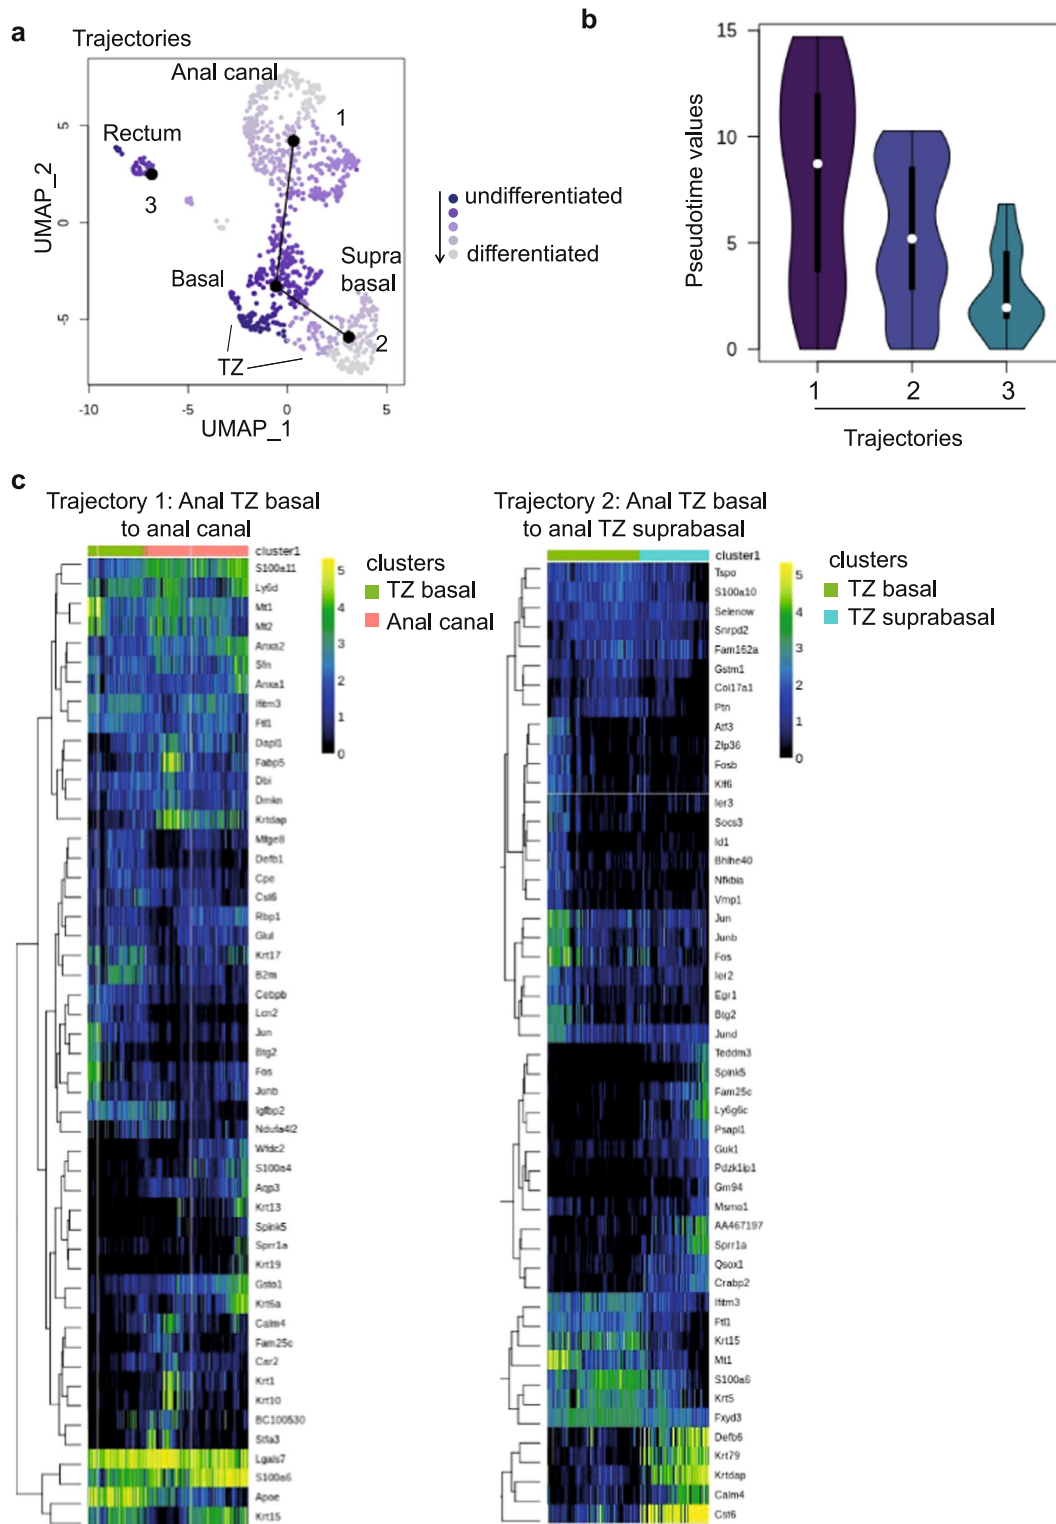 a
Trajectories
Anal canal
1
Rectum
3
Basal
Supra
basal
2
TZ
5
0
-5
-10
-5
0
5
UMAP_2
UMAP_1
undifferentiated
differentiated
b
15
10
5
0
Pseudotime values
1
2
3
Trajectories
c
Trajectory 1: Anal TZ basal
to anal canal
cluster1
S100a11
Ly6d
Mt1
Mt2
Anxa2
Sfn
Anxa1
Ifitm3
Ftl1
Dapl1
Fabp5
Dbi
Dmkn
Krtdap
Mfge8
Defb1
Cpe
Cst6
Rbp1
Glul
Krt17
B2m
Cebpb
Lcn2
Jun
Btg2
Fos
Junb
Igfbp2
Ndufa4l2
Wfdc2
S100a4
Aqp3
Krt13
Spink5
Sprr1a
Krt19
Gsto1
Krt6a
Calm4
Fam25c
Car2
Krt1
Krt10
BC100530
Stfa3
Lgals7
S100a6
Apoe
Krt15
5
4
3
2
1
0
clusters
TZ basal
Anal canal
Trajectory 2: Anal TZ basal
to anal TZ suprabasal
cluster1
Tspo
S100a10
Selenow
Snrpd2
Fam162a
Gstm1
Col17a1
Ptn
Atf3
Zfp36
Fosb
Klf6
Ier3
Socs3
Id1
Bhlhe40
Nfkbia
Vmp1
Jun
Junb
Fos
Ier2
Egr1
Btg2
Jund
Teddm3
Spink5
Fam25c
Ly6g6c
Psapl1
Guk1
Pdzk1ip1
Gm94
Msmo1
AA467197
Sprr1a
Qsox1
Crabp2
Ifitm3
Ftl1
Krt15
Mt1
S100a6
Krt5
Fxyd3
Defb6
Krt79
Krtdap
Calm4
Cst6
5
4
3
2
1
0
clusters
TZ basal
TZ suprabasal